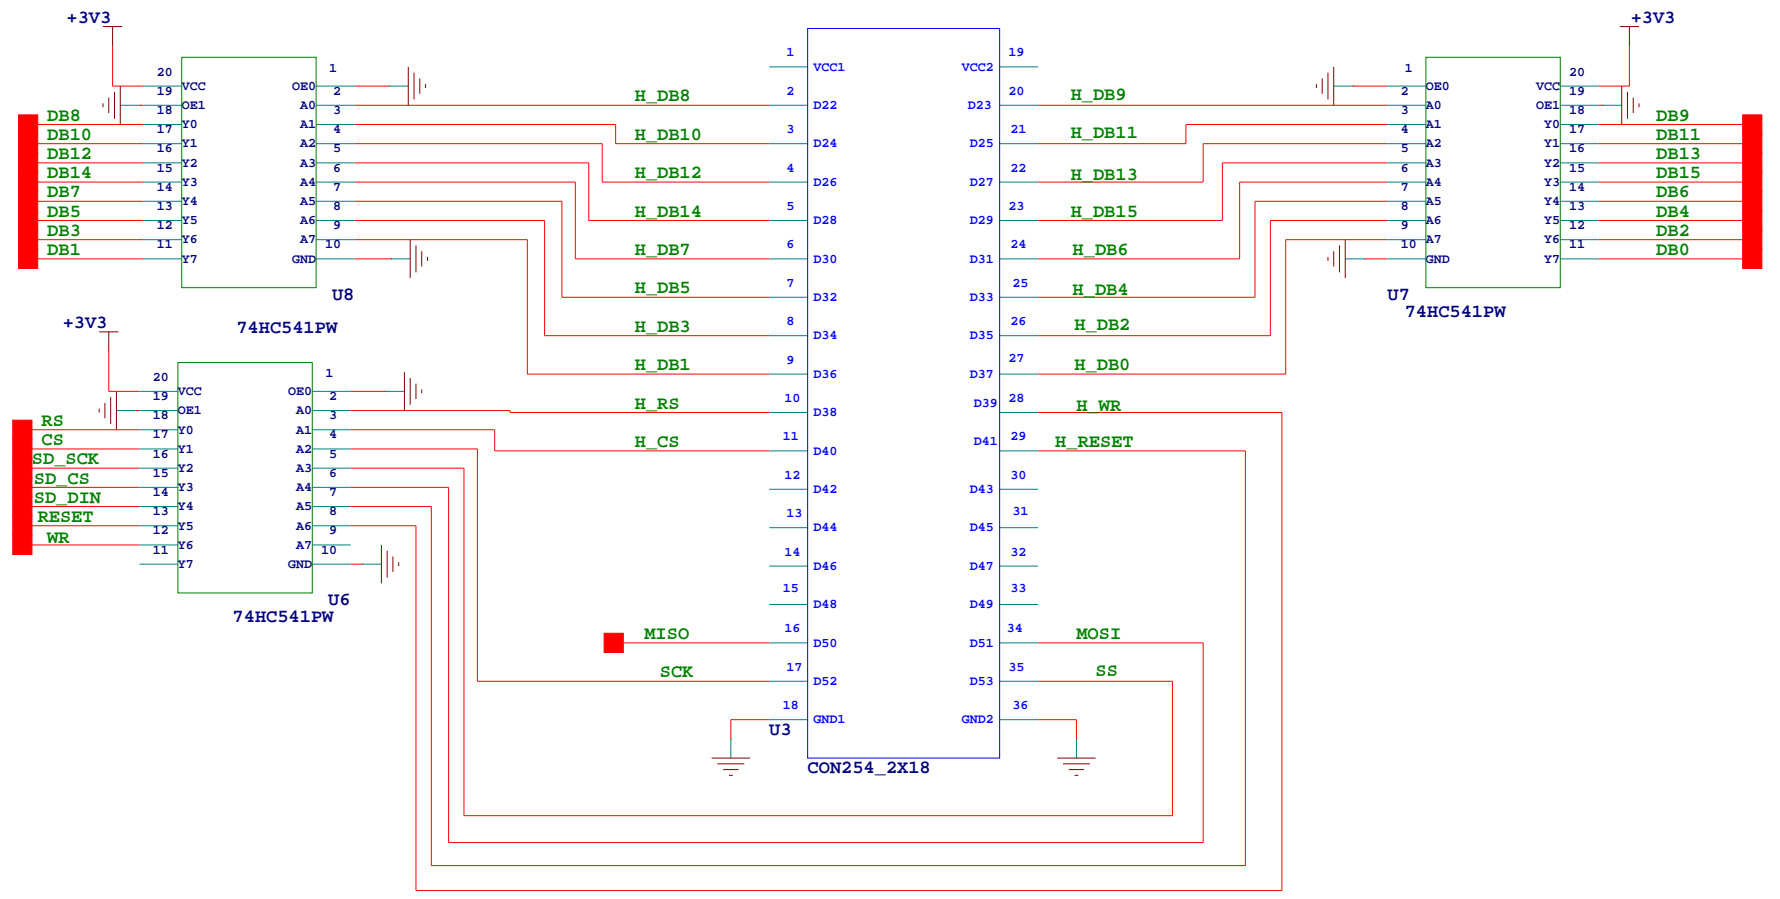 +3V3
20 VCC
19 OE1
18 Y0
17 Y1
16 Y2
15 Y3
14 Y4
13 Y5
12 Y6
11 Y7
1 OE0
2 A0
3 A1
4 A2
5 A3
6 A4
7 A5
8 A6
9 A7
10 GND
DB8
DB10
DB12
DB14
DB7
DB5
DB3
DB1
U8
74HC541PW
+3V3
20 VCC
19 OE1
18 Y0
17 Y1
16 Y2
15 Y3
14 Y4
13 Y5
12 Y6
11 Y7
1 OE0
2 A0
3 A1
4 A2
5 A3
6 A4
7 A5
8 A6
9 A7
10 GND
RS
CS
SD_SCK
SD_CS
SD_DIN
RESET
WR
U6
74HC541PW
H_DB8
H_DB10
H_DB12
H_DB14
H_DB7
H_DB5
H_DB3
H_DB1
H_RS
H_CS
MISO
SCK
1 VCC1
2 D22
3 D24
4 D26
5 D28
6 D30
7 D32
8 D34
9 D36
10 D38
11 D40
12 D42
13 D44
14 D46
15 D48
16 D50
17 D52
18 GND1
VCC2 19
D23 20
D25 21
D27 22
D29 23
D31 24
D33 25
D35 26
D37 27
D39 28
D41 29
D43 30
D45 31
D47 32
D49 33
D51 34
D53 35
GND2 36
U3
CON254_2X18
H_DB9
H_DB11
H_DB13
H_DB15
H_DB6
H_DB4
H_DB2
H_DB0
H_WR
H_RESET
MOSI
SS
+3V3
1 OE0
2 A0
3 A1
4 A2
5 A3
6 A4
7 A5
8 A6
9 A7
10 GND
VCC 20
OE1 19
Y0 18
Y1 17
Y2 16
Y3 15
Y4 14
Y5 13
Y6 12
Y7 11
DB9
DB11
DB13
DB15
DB6
DB4
DB2
DB0
U7
74HC541PW